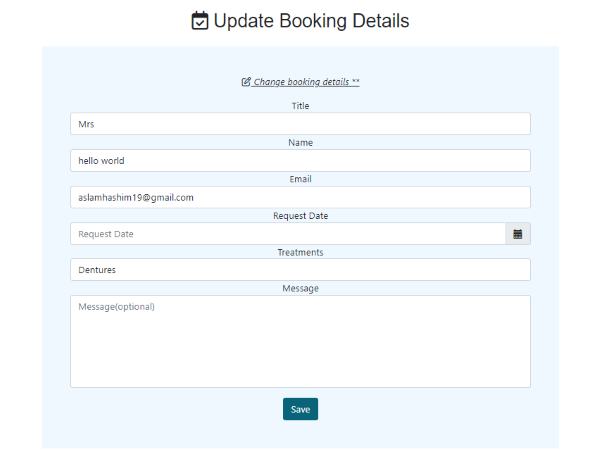 Update Booking Details
Change booking details **
Title
Mrs
Name
hello world
Email
aslamhashim19@gmail.com
Request Date
Request Date
Treatments
Dentures
Message
Message(optional)
Save